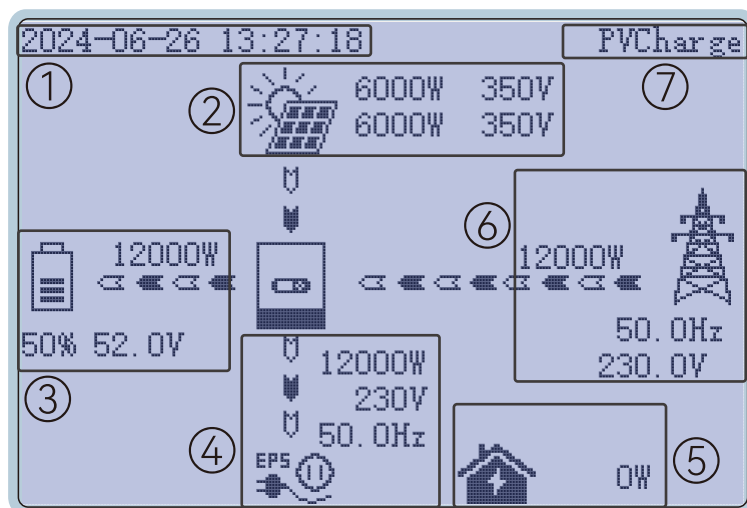 2024-06-26 13:27:18
PVCharge
①
②
6000W 350V
6000W 350V
⑦
⑥
12000W
12000W
50% 52.0V
50.0Hz
230.0V
③
12000W
230V
50.0Hz
EPS
④
0W
⑤